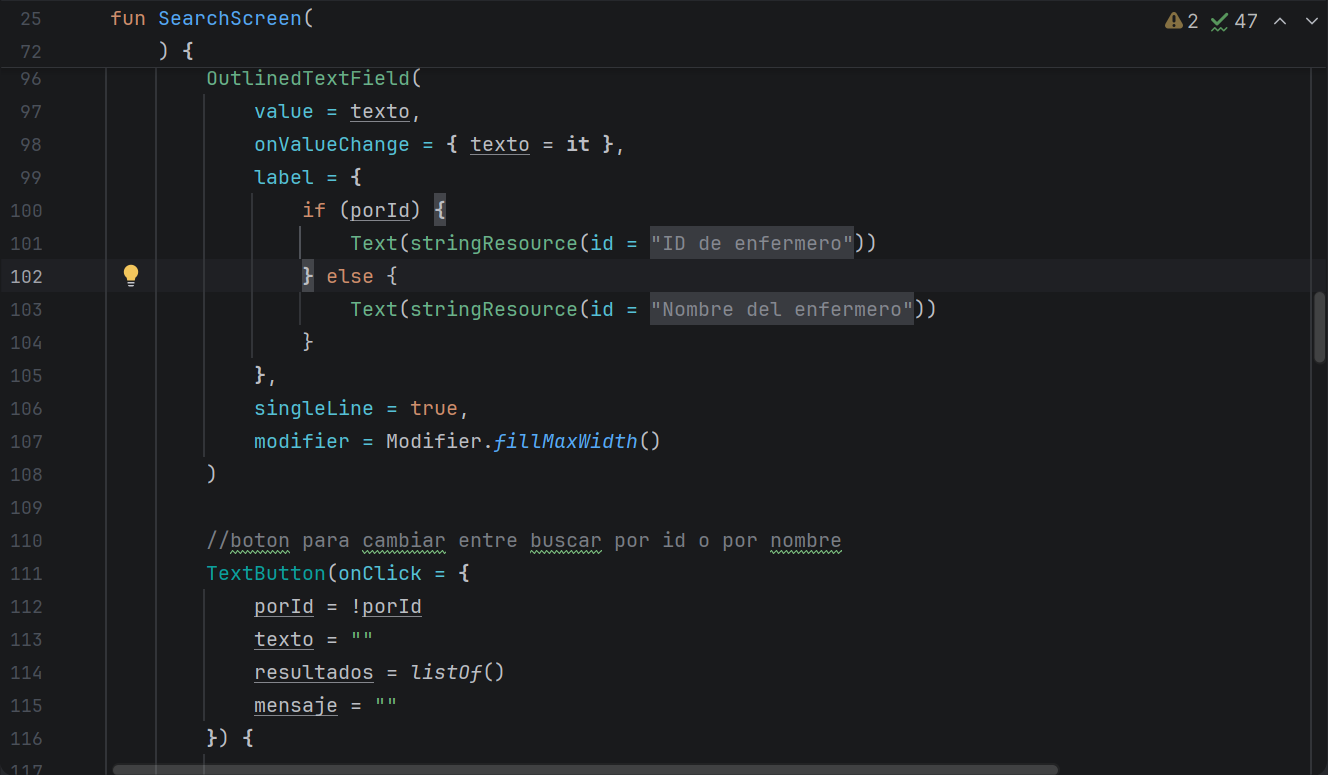 25 fun SearchScreen( 2 47
72 ) {
96 OutlinedTextField(
97 value = texto,
98 onValueChange = { texto = it },
99 label = {
100 if (porId) {
101 Text(stringResource(id = "ID de enfermero"))
102 } else {
103 Text(stringResource(id = "Nombre del enfermero"))
104 }
105 },
106 singleLine = true,
107 modifier = Modifier.fillMaxWidth()
108 )
109
110 //boton para cambiar entre buscar por id o por nombre
111 TextButton(onClick = {
112 porId = !porId
113 texto = ""
114 resultados = listOf()
115 mensaje = ""
116 }) {
117